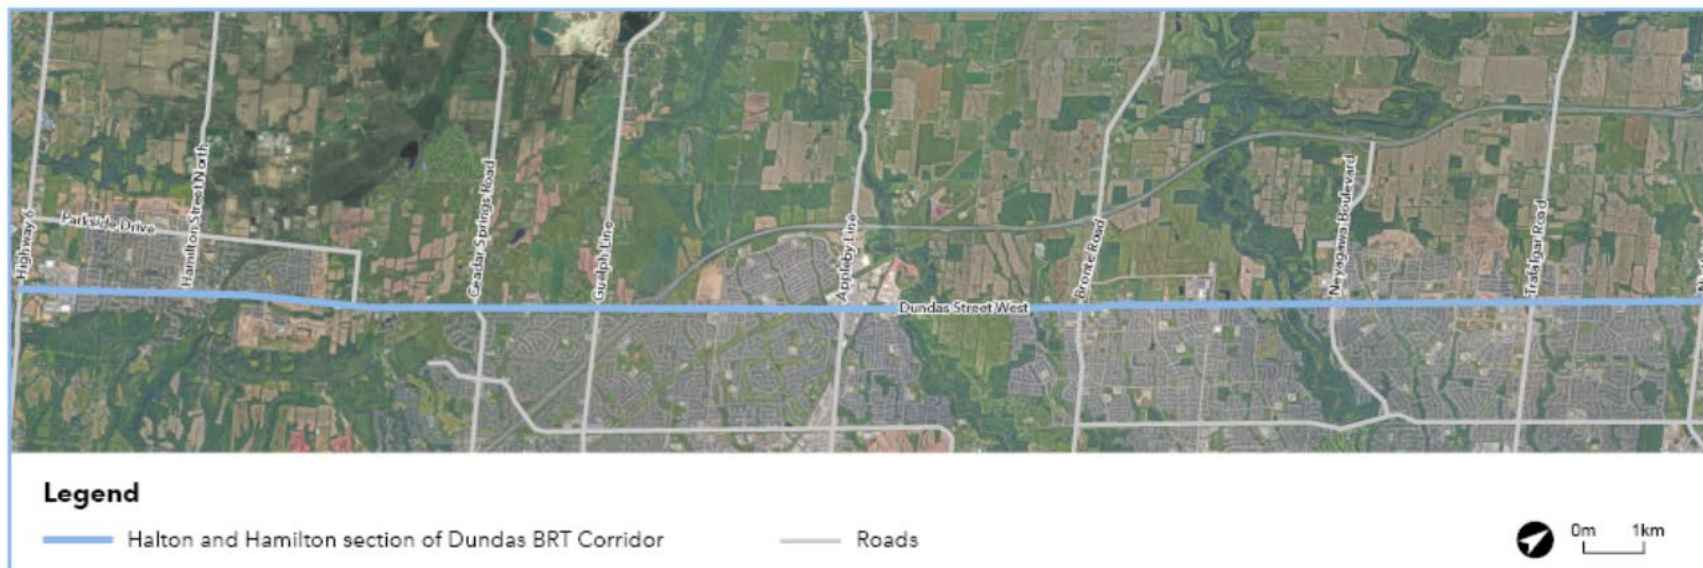 Highway 6
Parkside Drive
Hamilton Street North
Ceadar Springs Road
Guelph Line
Appleby Line
Dundas Street West
Bronte Road
Neyagawa Boulevard
Trafalgar Road
Legend
Halton and Hamilton section of Dundas BRT Corridor
Roads
0m 1km